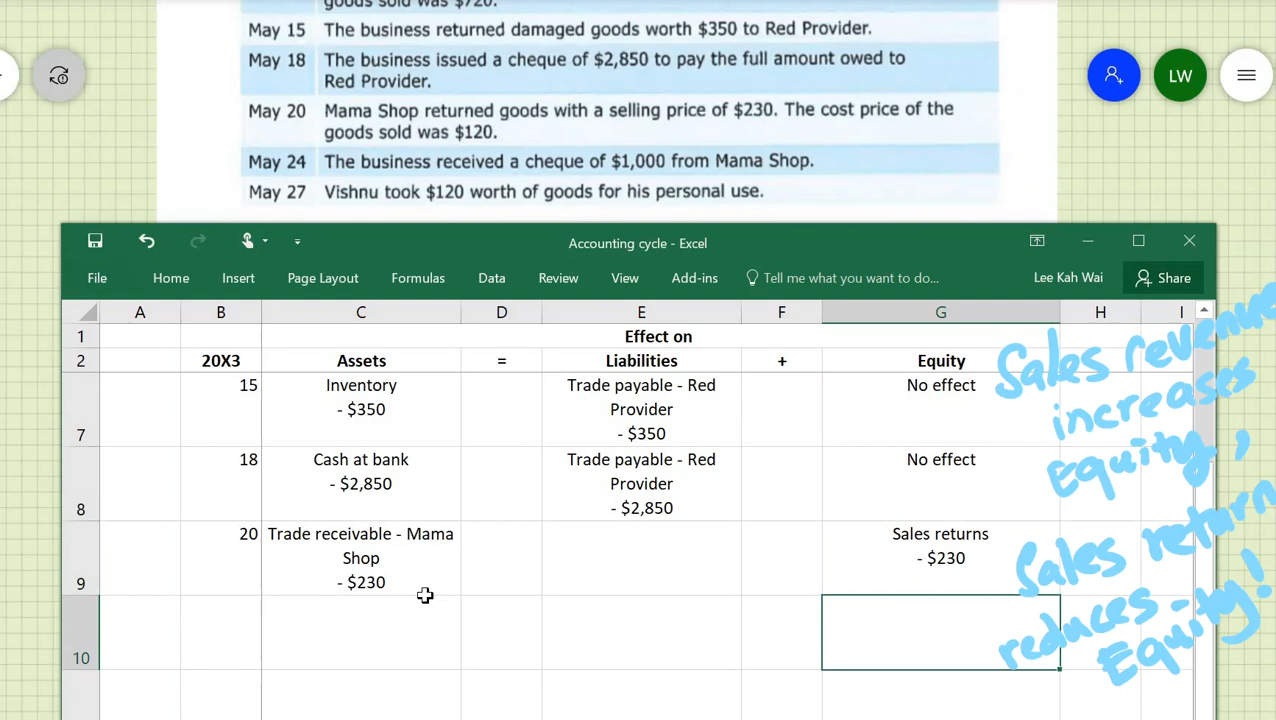 goods sold was $720.
May 15 The business returned damaged goods worth $350 to Red Provider.
May 18 The business issued a cheque of $2,850 to pay the full amount owed to
Red Provider.
May 20 Mama Shop returned goods with a selling price of $230. The cost price of the
goods sold was $120.
May 24 The business received a cheque of $1,000 from Mama Shop.
May 27 Vishnu took $120 worth of goods for his personal use.
LW
Accounting cycle - Excel
File Home Insert Page Layout Formulas Data Review View Add-ins Tell me what you want to do... Lee Kah Wai Share
A B C D E F G H I
1 Effect on
2 20X3 Assets = Liabilities + Equity
15 Inventory Trade payable - Red No effect
- $350 Provider
7 - $350
18 Cash at bank Trade payable - Red No effect
- $2,850 Provider
8 - $2,850
20 Trade receivable - Mama Sales returns
Shop - $230
9 - $230
10
Sales revenue
increases
Equity,
Sales return
reduces
Equity!